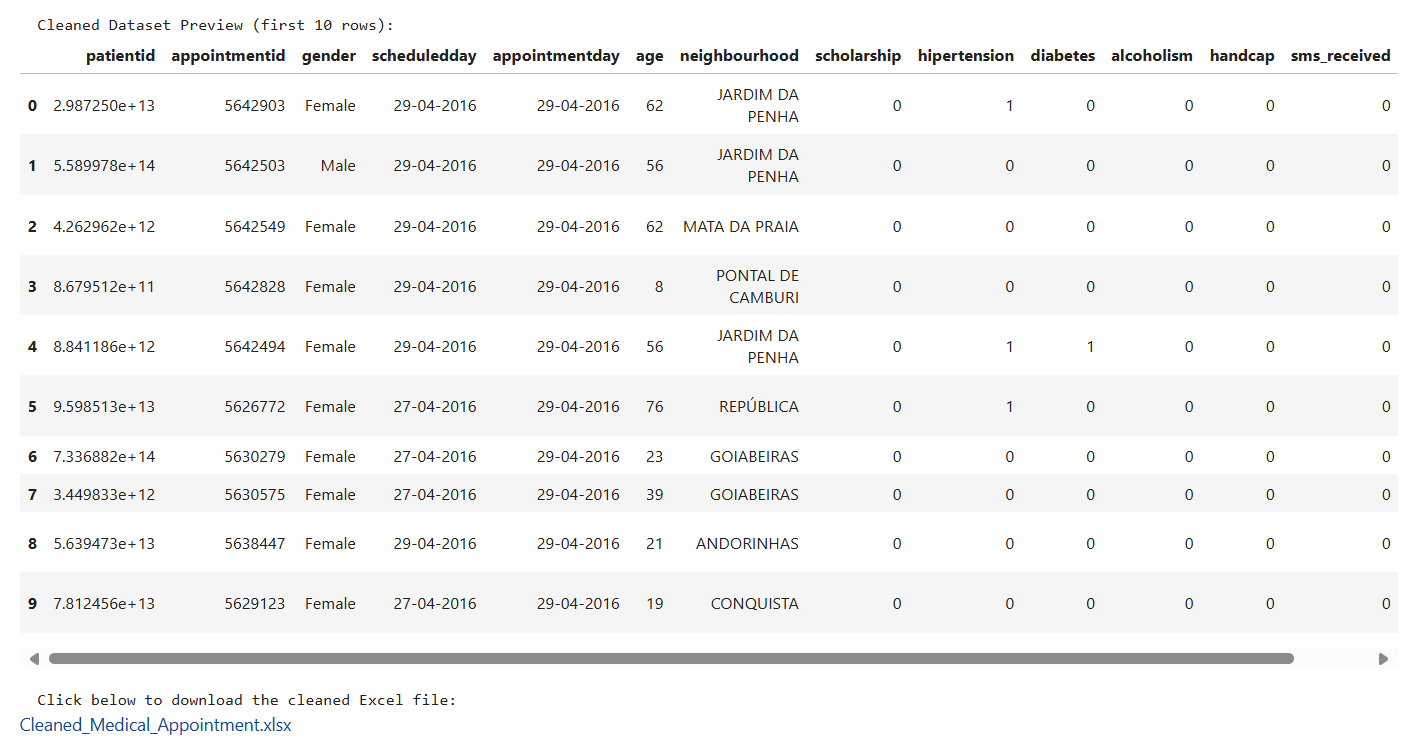 Cleaned Dataset Preview (first 10 rows):
patientid appointmentid gender scheduledday appointmentday age neighbourhood scholarship hipertension diabetes alcoholism handcap sms_received
0 2.987250e+13 5642903 Female 29-04-2016 29-04-2016 62 JARDIM DA PENHA 0 1 0 0 0 0
1 5.589978e+14 5642503 Male 29-04-2016 29-04-2016 56 JARDIM DA PENHA 0 0 0 0 0 0
2 4.262962e+12 5642549 Female 29-04-2016 29-04-2016 62 MATA DA PRAIA 0 0 0 0 0 0
3 8.679512e+11 5642828 Female 29-04-2016 29-04-2016 8 PONTAL DE CAMBURI 0 0 0 0 0 0
4 8.841186e+12 5642494 Female 29-04-2016 29-04-2016 56 JARDIM DA PENHA 0 1 1 0 0 0
5 9.598513e+13 5626772 Female 27-04-2016 29-04-2016 76 REPÚBLICA 0 1 0 0 0 0
6 7.336882e+14 5630279 Female 27-04-2016 29-04-2016 23 GOIABEIRAS 0 0 0 0 0 0
7 3.449833e+12 5630575 Female 27-04-2016 29-04-2016 39 GOIABEIRAS 0 0 0 0 0 0
8 5.639473e+13 5638447 Female 29-04-2016 29-04-2016 21 ANDORINHAS 0 0 0 0 0 0
9 7.812456e+13 5629123 Female 27-04-2016 29-04-2016 19 CONQUISTA 0 0 0 0 0 0
Click below to download the cleaned Excel file:
Cleaned_Medical_Appointment.xlsx